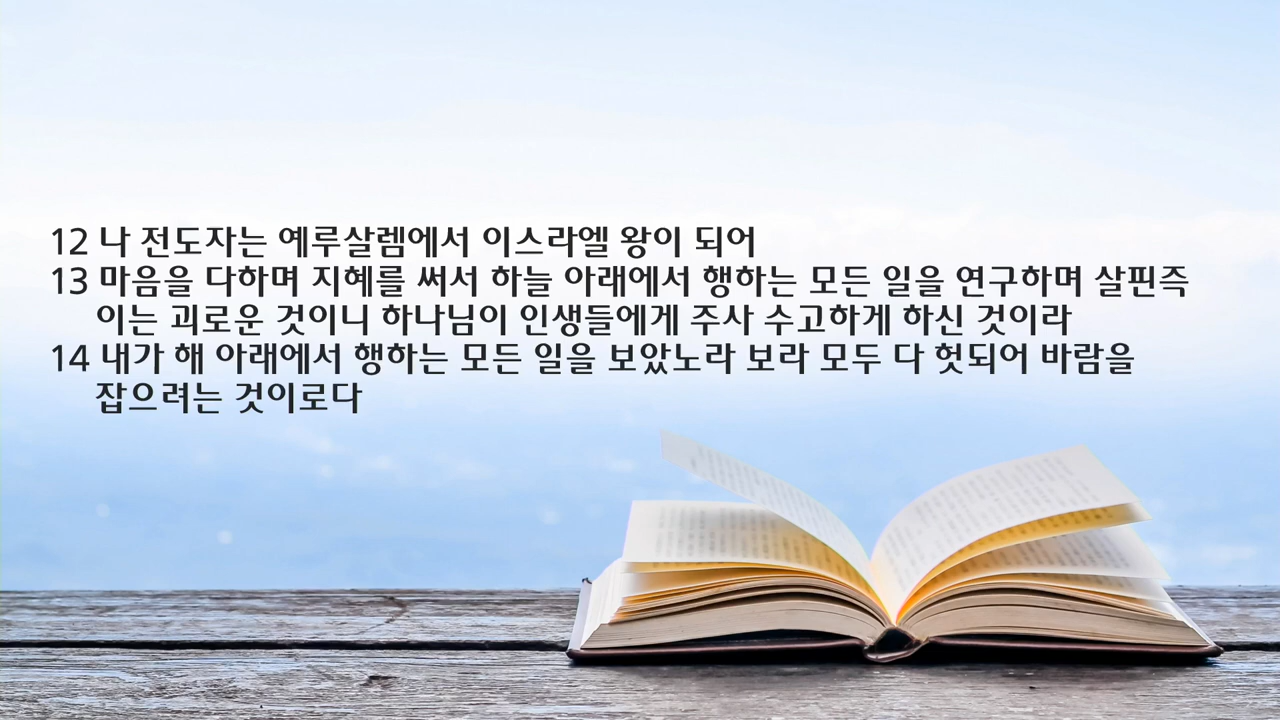 12 나 전도자는 예루살렘에서 이스라엘 왕이 되어
13 마음을 다하며 지혜를 써서 하늘 아래에서 행하는 모든 일을 연구하며 살핀즉
이는 괴로운 것이니 하나님이 인생들에게 주사 수고하게 하신 것이라
14 내가 해 아래에서 행하는 모든 일을 보았노라 보라 모두 다 헛되어 바람을
잡으려는 것이로다